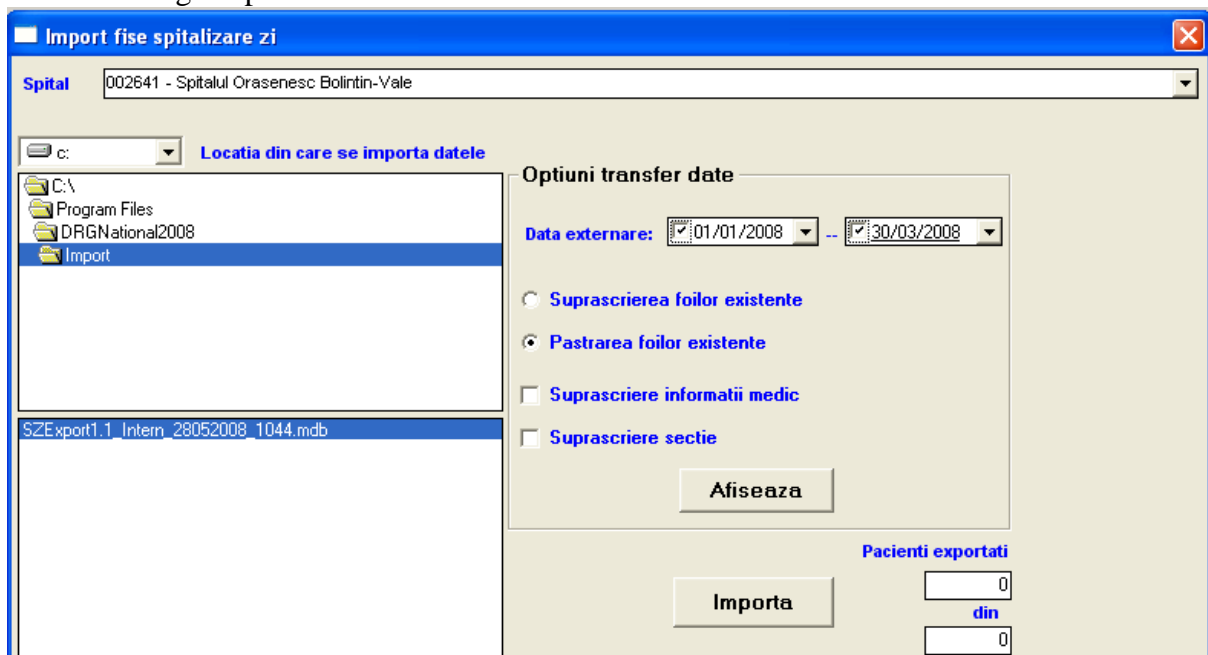 Import fise spitalizare zi
Spital 002641 - Spitalul Orasenesc Bolintin-Vale
c: Locatia din care se importa datele
C:\
Program Files
DRGNational2008
Import
SZExport1.1_Intern_28052008_1044.mdb
Optiuni transfer date
Data externare: 01/01/2008 -- 30/03/2008
Suprascrierea foilor existente
Pastrarea foilor existente
Suprascriere informatii medic
Suprascriere sectie
Afiseaza
Pacienti exportati
Importa 0
din
0